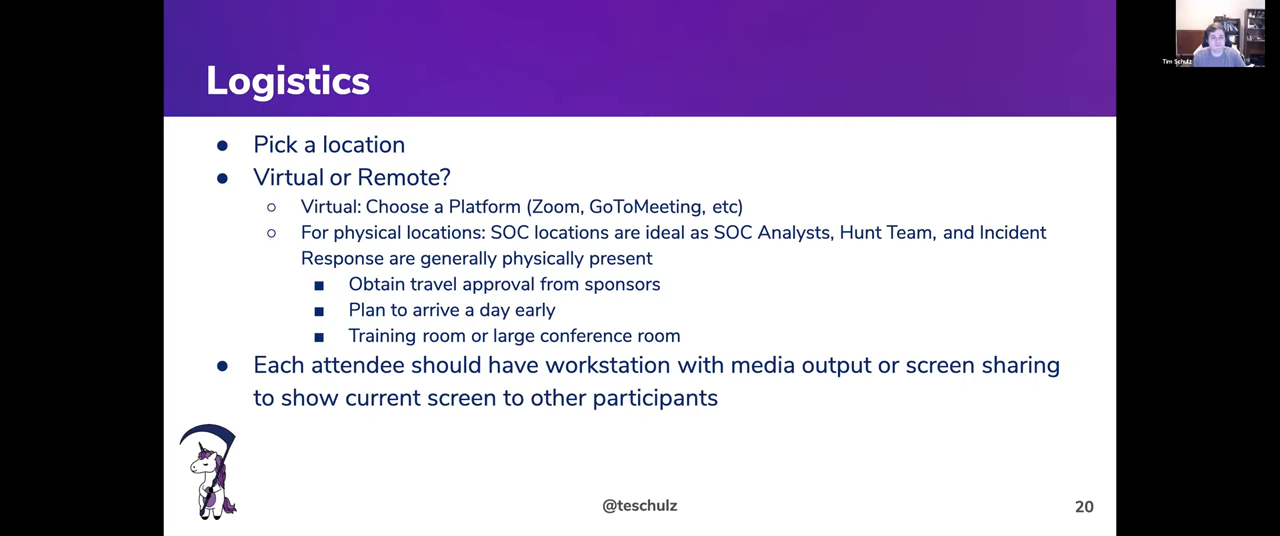 Logistics
Tim Schulz
● Pick a location
● Virtual or Remote?
○ Virtual: Choose a Platform (Zoom, GoToMeeting, etc)
○ For physical locations: SOC locations are ideal as SOC Analysts, Hunt Team, and Incident
Response are generally physically present
■ Obtain travel approval from sponsors
■ Plan to arrive a day early
■ Training room or large conference room
● Each attendee should have workstation with media output or screen sharing
to show current screen to other participants
@teschulz
20